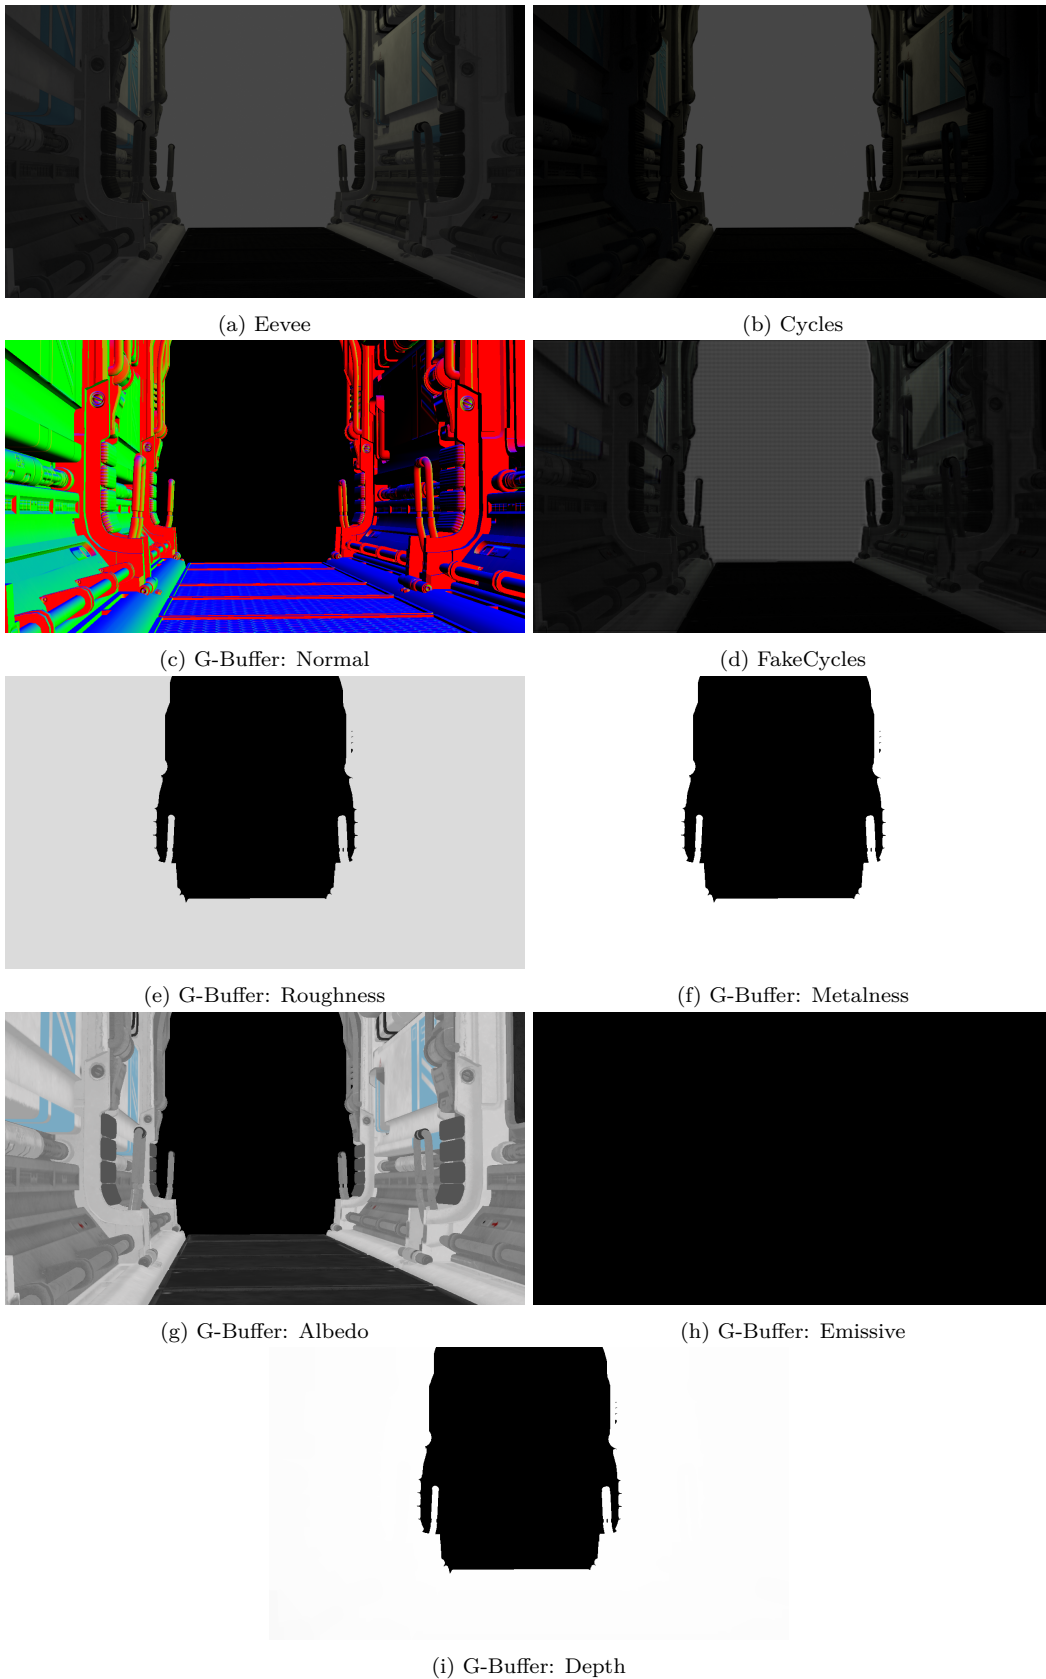 (a) Eevee
(b) Cycles
(c) G-Buffer: Normal
(d) FakeCycles
(e) G-Buffer: Roughness
(f) G-Buffer: Metalness
(g) G-Buffer: Albedo
(h) G-Buffer: Emissive
(i) G-Buffer: Depth